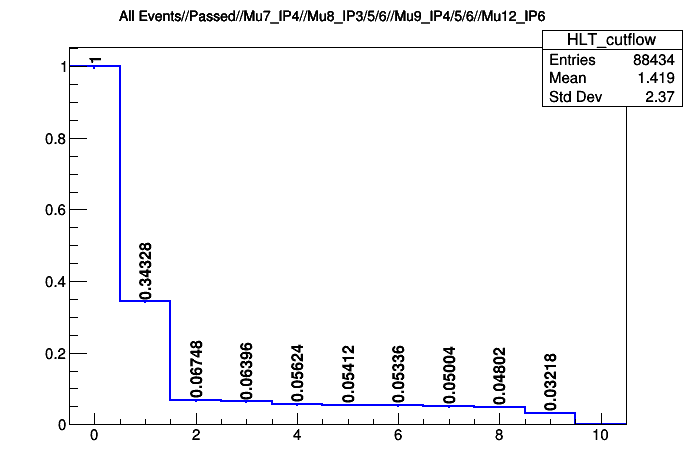 All Events//Passed//Mu7_IP4//Mu8_IP3/5/6//Mu9_IP4/5/6//Mu12_IP6
HLT_cutflow
Entries 88434
Mean 1.419
Std Dev 2.37
1
0.8
0.6
0.4
0.2
0
1
0.34328
0.06748
0.06396
0.05624
0.05412
0.05336
0.05004
0.04802
0.03218
0 2 4 6 8 10